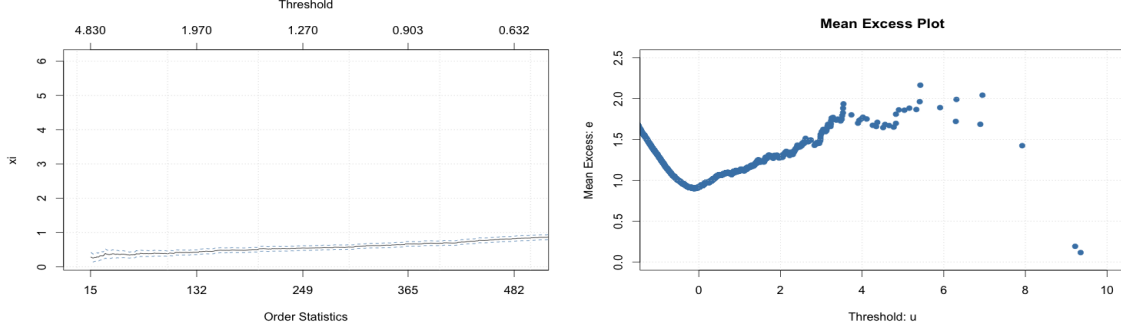 Threshold
4.830 1.970 1.270 0.903 0.632
xi
0 1 2 3 4 5 6
15 132 249 365 482
Order Statistics
Mean Excess Plot
Mean Excess: e
0.0 0.5 1.0 1.5 2.0 2.5
0 2 4 6 8 10
Threshold: u